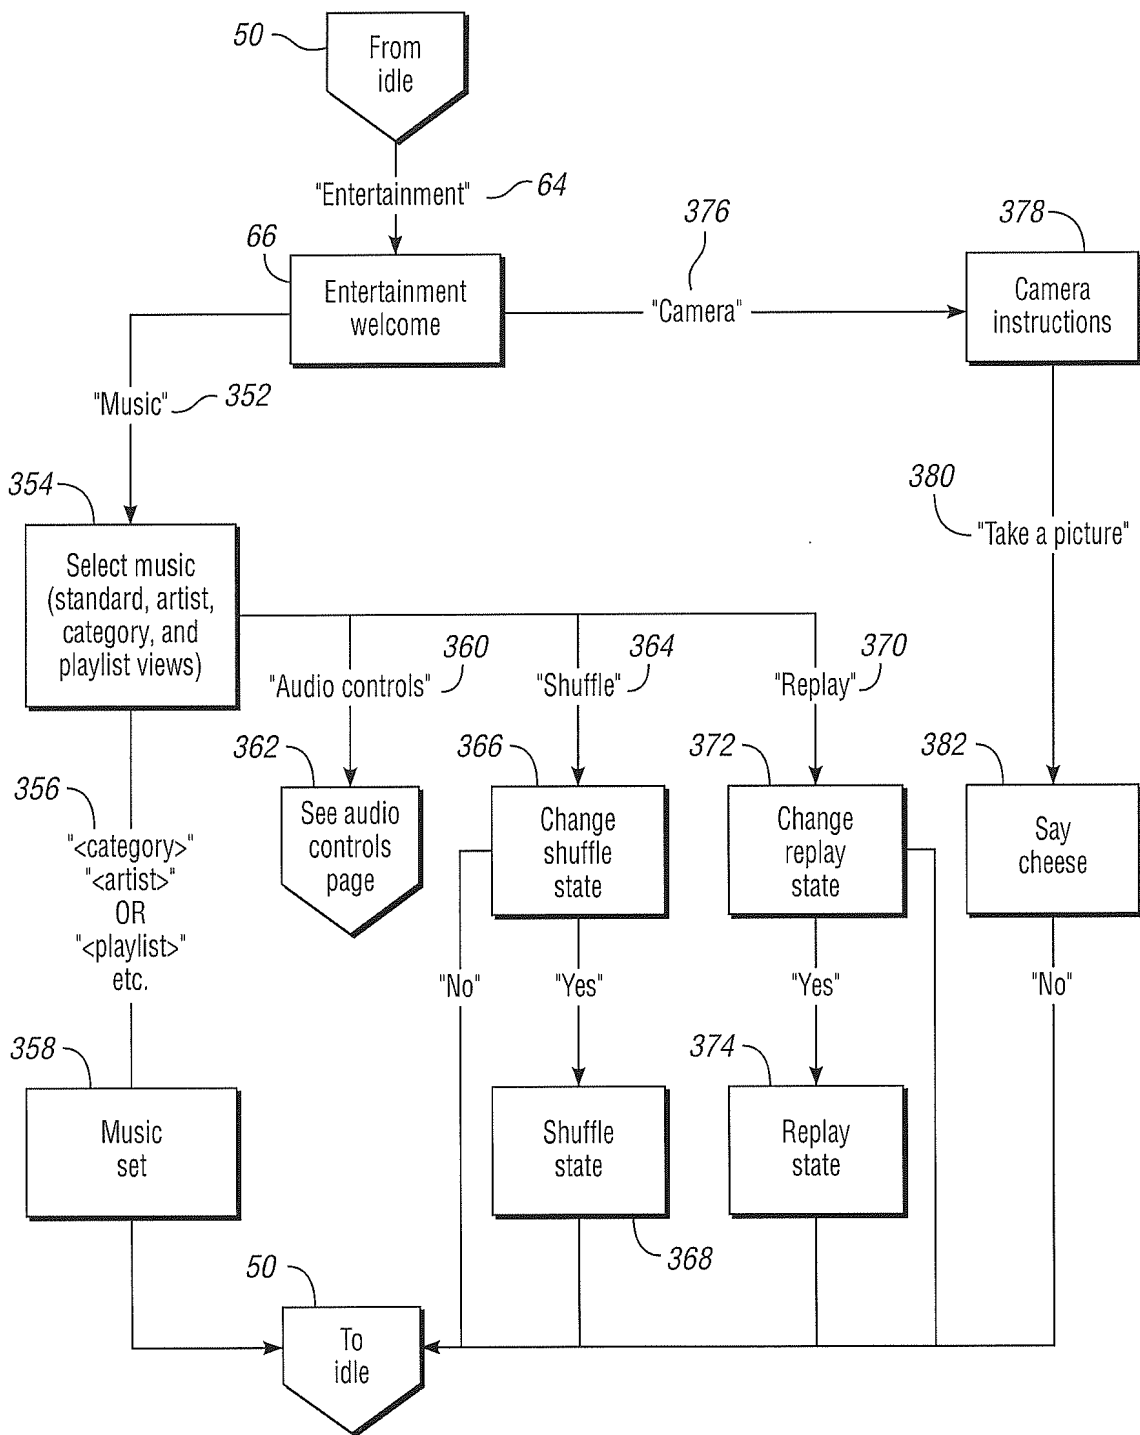 50
From
idle
"Entertainment"
64
66
Entertainment
welcome
376
"Camera"
378
Camera
instructions
"Music"
352
354
Select music
(standard, artist,
category, and
playlist views)
380
"Take a picture"
"Audio controls"
360
"Shuffle"
364
"Replay"
370
362
See audio
controls
page
366
Change
shuffle
state
372
Change
replay
state
382
Say
cheese
356
"<category>"
"<artist>"
OR
"<playlist>"
etc.
"No"
"Yes"
"Yes"
"No"
358
Music
set
Shuffle
state
368
374
Replay
state
50
To
idle